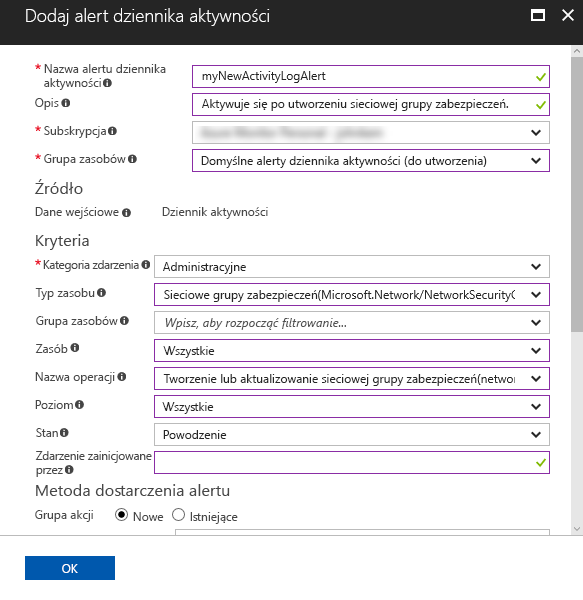 Dodaj alert dziennika aktywności
* Nazwa alertu dziennika aktywności
myNewActivityLogAlert
Opis
Aktywuje się po utworzeniu sieciowej grupy zabezpieczeń.
* Subskrypcja
* Grupa zasobów
Domyślne alerty dziennika aktywności (do utworzenia)
Źródło
Dane wejściowe
Dziennik aktywności
Kryteria
* Kategoria zdarzenia
Administracyjne
Typ zasobu
Sieciowe grupy zabezpieczeń(Microsoft.Network/NetworkSecurityG
Grupa zasobów
Wpisz, aby rozpocząć filtrowanie...
Zasób
Wszystkie
Nazwa operacji
Tworzenie lub aktualizowanie sieciowej grupy zabezpieczeń(networ
Poziom
Wszystkie
Stan
Powodzenie
Zdarzenie zainicjowane przez
Metoda dostarczenia alertu
Grupa akcji
Nowe
Istniejące
OK